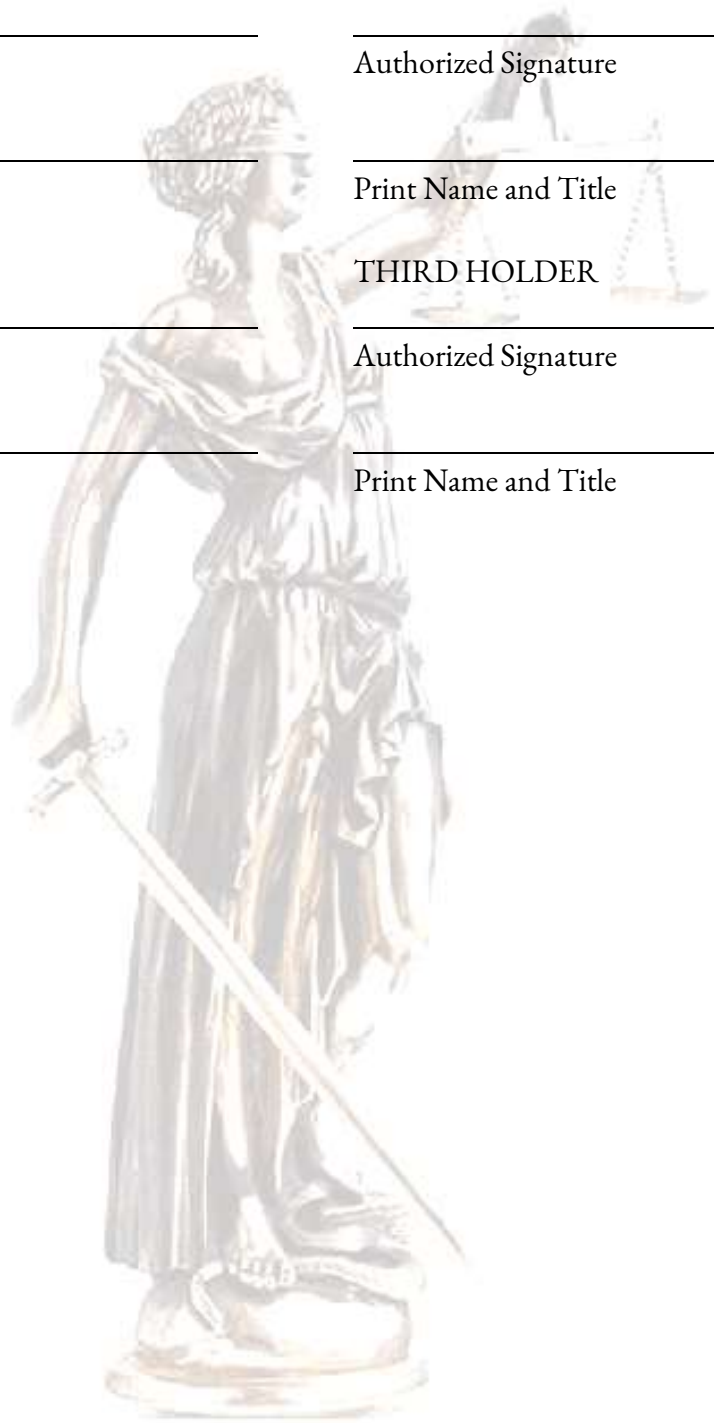 Authorized Signature
Print Name and Title
THIRD HOLDER
Authorized Signature
Print Name and Title